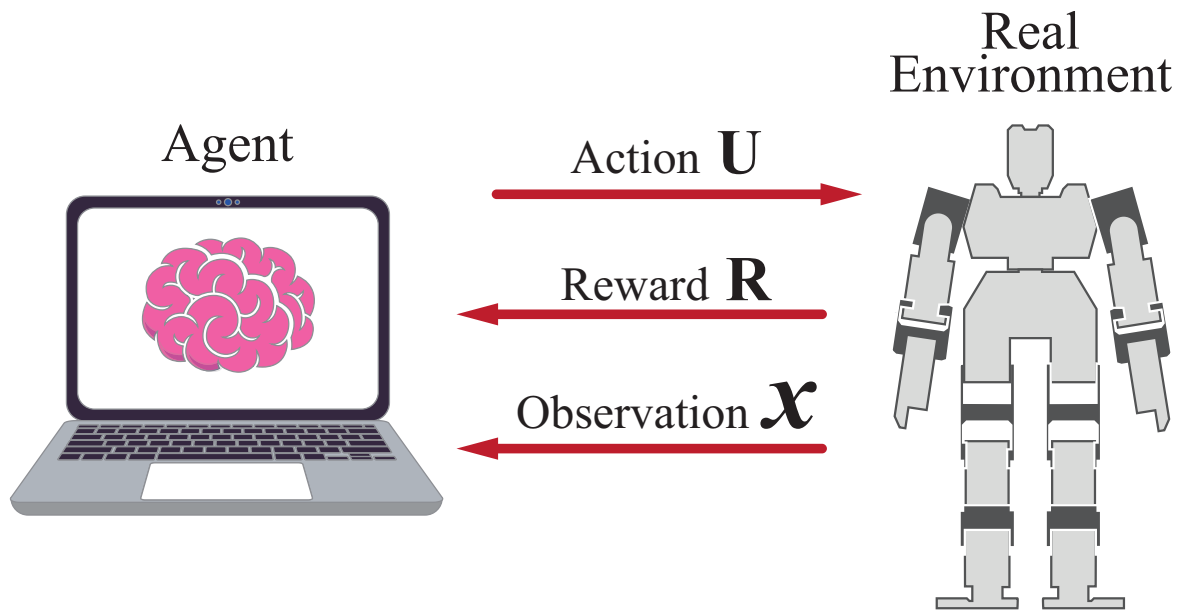 Real
Environment
Agent
Action U
Reward R
Observation x